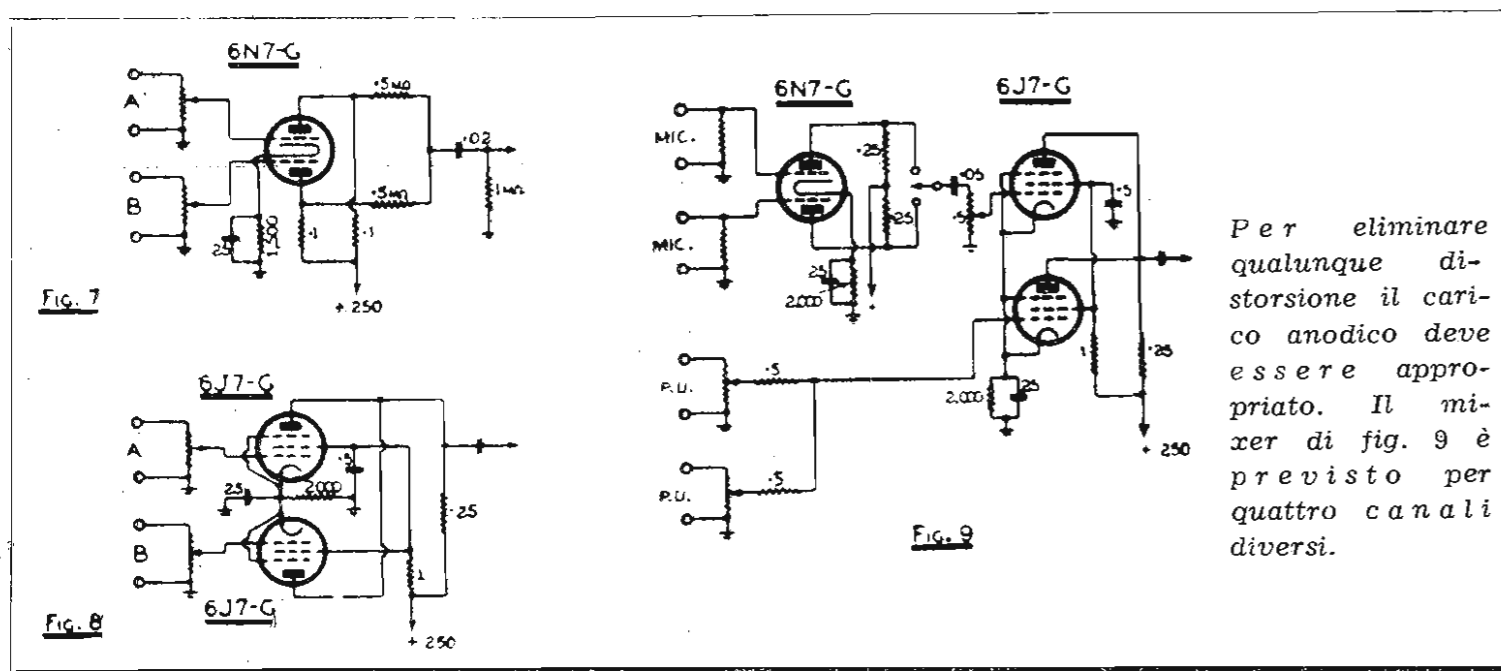 6N7-G
A
B
.5MΩ
.5MΩ
.02
1MΩ
25
1.500
.1
.1
+ 250
Fig. 7
6J7-G
A
B
25
2.000
.5
.25
1
6J7-G
+ 250
Fig. 8
6N7-G
6J7-G
MIC.
MIC.
.25
.25
.05
.5
.5
25
2.000
+
P.U.
.5
P.U.
.5
2.000
25
1
.25
+ 250
Fig. 9
Per eliminare
qualunque di-
storsione il cari-
co anodico deve
essere appro-
priato. Il mi-
xer di fig. 9 è
previsto per
quattro canali
diversi.